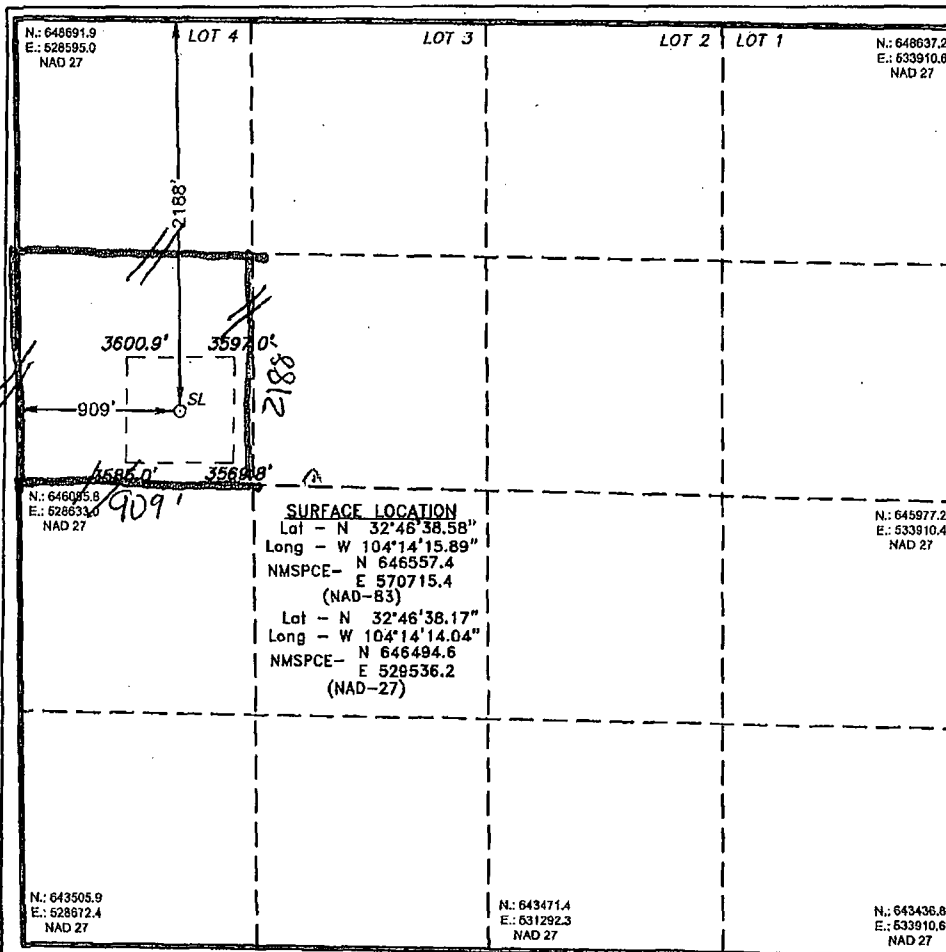 N.: 648691.9
E.: 528595.0
NAD 27
LOT 4
LOT 3
LOT 2
LOT 1
N.: 648637.2
E.: 533910.6
NAD 27
2188'
3600.9' 3597.0'
2188
909'
SL
3585.0' 3569.8'
909'
N.: 646085.8
E.: 528633.0
NAD 27
SURFACE LOCATION
Lat - N 32°46'38.58"
Long - W 104°14'15.89"
NMSPCE- N 646557.4
E 570715.4
(NAD-83)
Lat - N 32°46'38.17"
Long - W 104°14'14.04"
NMSPCE- N 646494.6
E 529536.2
(NAD-27)
N.: 645977.2
E.: 533910.4
NAD 27
N.: 643505.9
E.: 528672.4
NAD 27
N.: 643471.4
E.: 531292.3
NAD 27
N.: 643436.8
E.: 533910.6
NAD 27